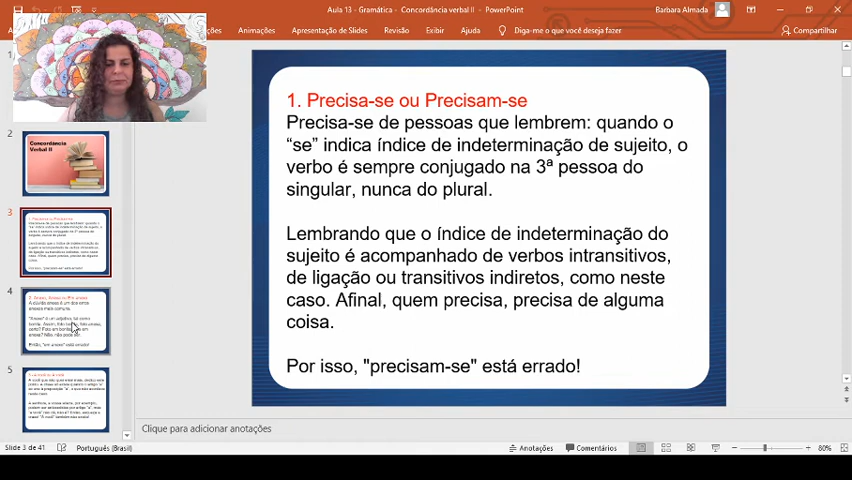 Aula 13 - Gramática - Concordância verbal II - PowerPoint
Barbara Almada
Animações
Apresentação de Slides
Revisão
Exibir
Ajuda
Diga-me o que você deseja fazer
Compartilhar
1
2
Concordância
Verbal II
3
4
5
1. Precisa-se ou Precisam-se
Precisa-se de pessoas que lembrem: quando o
“se” indica índice de indeterminação de sujeito, o
verbo é sempre conjugado na 3ª pessoa do
singular, nunca do plural.
Lembrando que o índice de indeterminação do
sujeito é acompanhado de verbos intransitivos,
de ligação ou transitivos indiretos, como neste
caso. Afinal, quem precisa, precisa de alguma
coisa.
Por isso, "precisam-se" está errado!
Clique para adicionar anotações
Slide 3 de 41
Português (Brasil)
Anotações
Comentários
80%